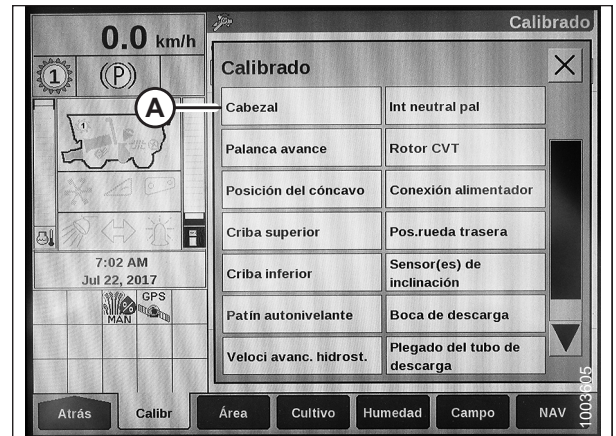 0.0 km/h
Calibrado
1
(P)
Calibrado
X
A
Cabezal
Int neutral pal
1
Palanca avance
Rotor CVT
Posición del cóncavo
Conexión alimentador
Criba superior
Pos.rueda trasera
Criba inferior
Sensor(es) de
inclinación
Patín autonivelante
Boca de descarga
Veloci avanc. hidrost.
Plegado del tubo de
descarga
7:02 AM
Jul 22, 2017
MAN
GPS
Atrás
Calibr
Área
Cultivo
Humedad
Campo
NAV
1003605